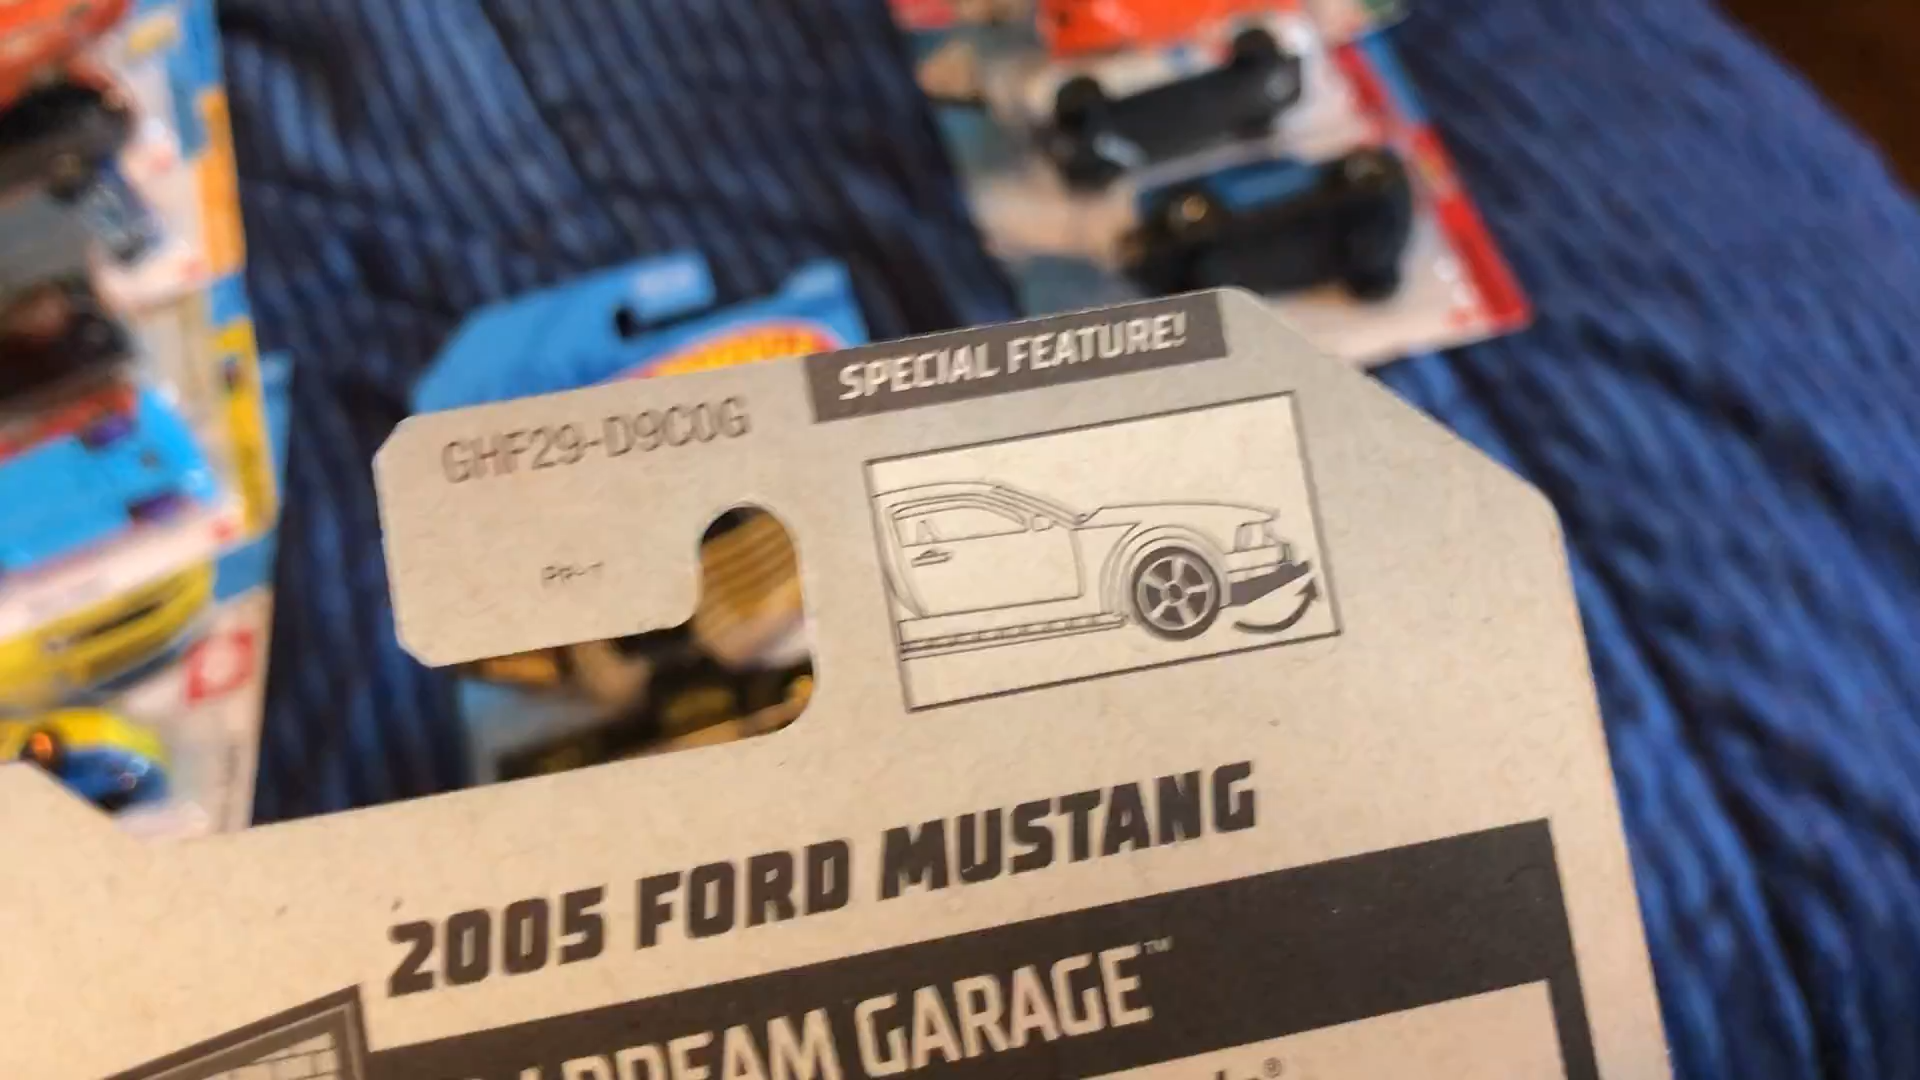 SPECIAL FEATURE!
GHF29-D9C0G
2005 FORD MUSTANG
DREAM GARAGE™